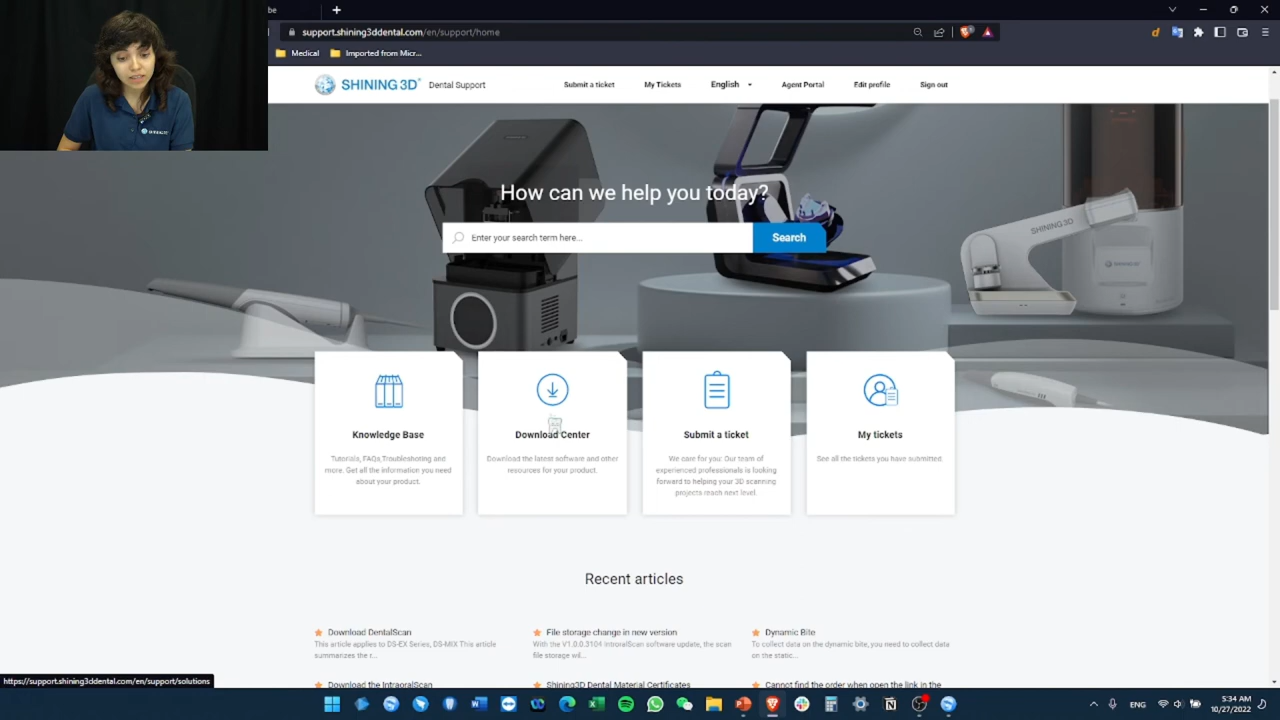 be
support.shining3ddental.com/en/support/home
Medical
Imported from Micr...
SHINING 3D
Dental Support
Submit a ticket
My Tickets
English
Agent Portal
Edit profile
Sign out
How can we help you today?
Enter your search term here...
Search
SHINING 3D
Knowledge Base
Tutorials, FAQs,Troubleshoting and
more. Get all the information you need
about your product.
Download Center
Download the latest software and other
resources for your product.
Submit a ticket
We care for you: Our team of
experienced professionals is looking
forward to helping your 3D scanning
projects reach next level.
My tickets
See all the tickets you have submitted.
Recent articles
Download DentalScan
This article applies to DS-EX Series, DS-MIX This article
summarizes the r...
File storage change in new version
With the V1.0.0.3104 IntraoralScan software update, the scan
file storage wil...
Dynamic Bite
To collect data on the dynamic bite, you need to collect data
on the static...
Download the IntraoralScan
Shining3D Dental Material Certificates
Cannot find the order when open the link in the
https://support.shining3ddental.com/en/support/solutions
ENG
5:34 AM
10/27/2022